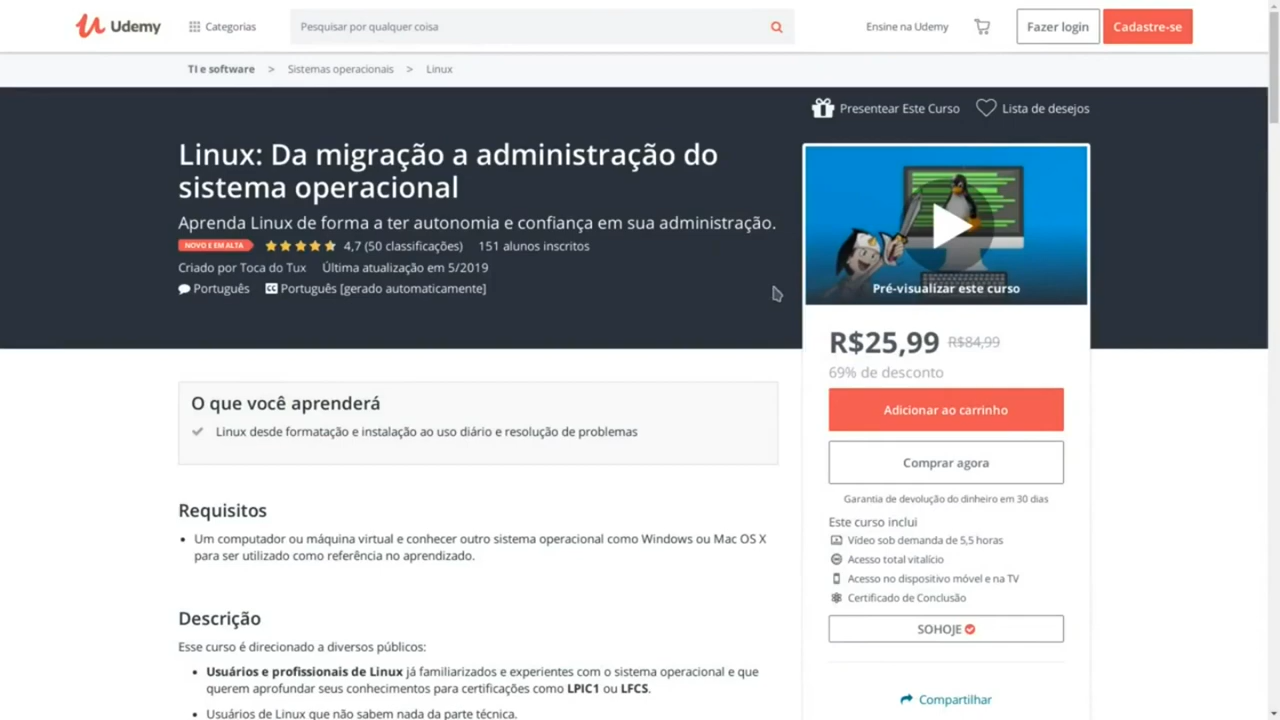 Udemy
Categorias
Pesquisar por qualquer coisa
Ensine na Udemy
Fazer login
Cadastre-se
TI e software > Sistemas operacionais > Linux
Presentear Este Curso
Lista de desejos
Linux: Da migração a administração do
sistema operacional
Aprenda Linux de forma a ter autonomia e confiança em sua administração.
NOVO E EM ALTA
4,7 (50 classificações)
151 alunos inscritos
Criado por Toca do Tux
Última atualização em 5/2019
Português
CC Português [gerado automaticamente]
Pré-visualizar este curso
R$25,99 R$84,99
69% de desconto
Adicionar ao carrinho
Comprar agora
Garantia de devolução do dinheiro em 30 dias
Este curso inclui
Vídeo sob demanda de 5,5 horas
Acesso total vitalício
Acesso no dispositivo móvel e na TV
Certificado de Conclusão
SOHOJE
Compartilhar
O que você aprenderá
Linux desde formatação e instalação ao uso diário e resolução de problemas
Requisitos
• Um computador ou máquina virtual e conhecer outro sistema operacional como Windows ou Mac OS X
para ser utilizado como referência no aprendizado.
Descrição
Esse curso é direcionado a diversos públicos:
• Usuários e profissionais de Linux já familiarizados e experientes com o sistema operacional e que
querem aprofundar seus conhecimentos para certificações como LPIC1 ou LFCS.
• Usuários de Linux que não sabem nada da parte técnica.